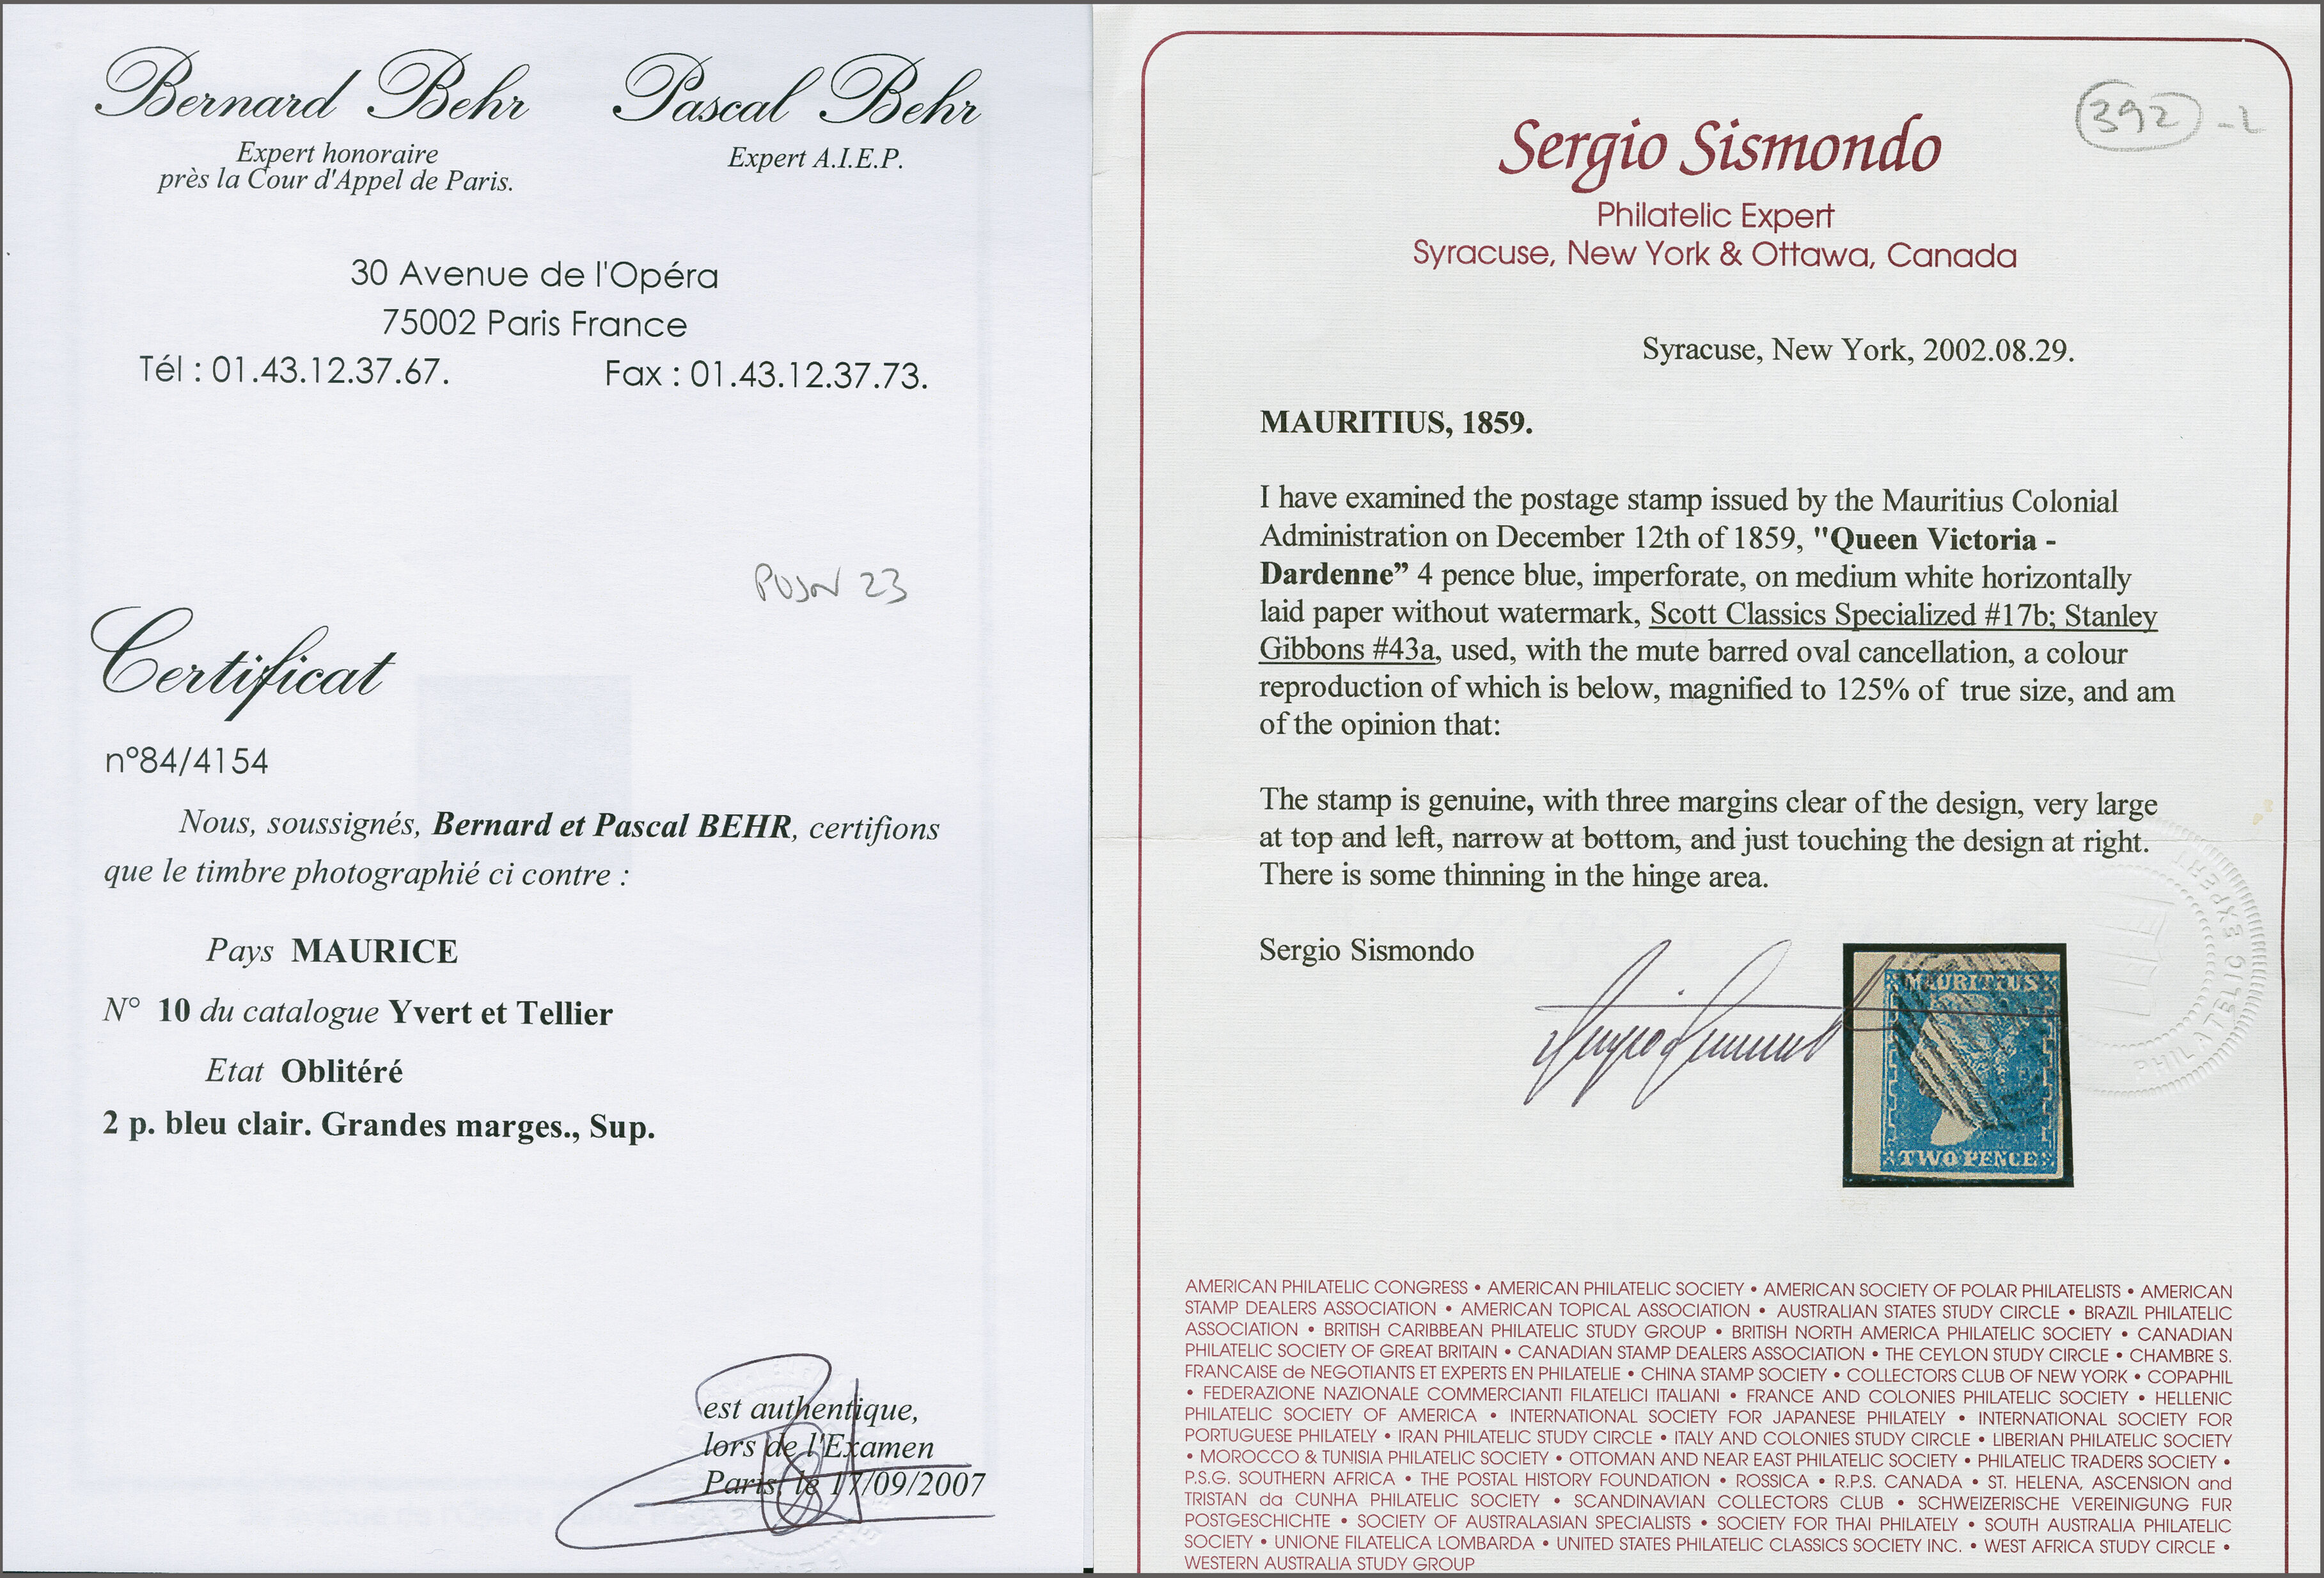 Bernard Behr
Pascal Behr
Expert honoraire
près la Cour d'Appel de Paris.
Expert A.I.E.P.
30 Avenue de l'Opéra
75002 Paris France
Tél : 01.43.12.37.67.
Fax : 01.43.12.37.73.
23
Certificat
n°84/4154
Nous, soussignés, Bernard et Pascal BEHR, certifions
que le timbre photographié ci contre :
Pays MAURICE
N° 10 du catalogue Yvert et Tellier
Etat Oblitéré
2 p. bleu clair. Grandes marges., Sup.
est authentique,
lors de l'Examen
Paris, le 17/09/2007
392 - L
Sergio Sismondo
Philatelic Expert
Syracuse, New York & Ottawa, Canada
Syracuse, New York, 2002.08.29.
MAURITIUS, 1859.
I have examined the postage stamp issued by the Mauritius Colonial
Administration on December 12th of 1859, "Queen Victoria -
Dardenne” 4 pence blue, imperforate, on medium white horizontally
laid paper without watermark, Scott Classics Specialized #17b; Stanley
Gibbons #43a, used, with the mute barred oval cancellation, a colour
reproduction of which is below, magnified to 125% of true size, and am
of the opinion that:
The stamp is genuine, with three margins clear of the design, very large
at top and left, narrow at bottom, and just touching the design at right.
There is some thinning in the hinge area.
Sergio Sismondo
MAURITIUS
TWO PENCE
PHILATELIC EXPERT
AMERICAN PHILATELIC CONGRESS • AMERICAN PHILATELIC SOCIETY • AMERICAN SOCIETY OF POLAR PHILATELISTS • AMERICAN
STAMP DEALERS ASSOCIATION • AMERICAN TOPICAL ASSOCIATION • AUSTRALIAN STATES STUDY CIRCLE • BRAZIL PHILATELIC
ASSOCIATION • BRITISH CARIBBEAN PHILATELIC STUDY GROUP • BRITISH NORTH AMERICA PHILATELIC SOCIETY • CANADIAN
PHILATELIC SOCIETY OF GREAT BRITAIN • CANADIAN STAMP DEALERS ASSOCIATION • THE CEYLON STUDY CIRCLE • CHAMBRE S.
FRANCAISE de NEGOTIANTS ET EXPERTS EN PHILATELIE • CHINA STAMP SOCIETY • COLLECTORS CLUB OF NEW YORK • COPAPHIL
• FEDERAZIONE NAZIONALE COMMERCIANTI FILATELICI ITALIANI • FRANCE AND COLONIES PHILATELIC SOCIETY • HELLENIC
PHILATELIC SOCIETY OF AMERICA • INTERNATIONAL SOCIETY FOR JAPANESE PHILATELY • INTERNATIONAL SOCIETY FOR
PORTUGUESE PHILATELY • IRAN PHILATELIC STUDY CIRCLE • ITALY AND COLONIES STUDY CIRCLE • LIBERIAN PHILATELIC SOCIETY
• MOROCCO & TUNISIA PHILATELIC SOCIETY • OTTOMAN AND NEAR EAST PHILATELIC SOCIETY • PHILATELIC TRADERS SOCIETY •
P.S.G. SOUTHERN AFRICA • THE POSTAL HISTORY FOUNDATION • ROSSICA • R.P.S. CANADA • ST. HELENA, ASCENSION and
TRISTAN da CUNHA PHILATELIC SOCIETY • SCANDINAVIAN COLLECTORS CLUB • SCHWEIZERISCHE VEREINIGUNG FUR
POSTGESCHICHTE • SOCIETY OF AUSTRALASIAN SPECIALISTS • SOCIETY FOR THAI PHILATELY • SOUTH AUSTRALIA PHILATELIC
SOCIETY • UNIONE FILATELICA LOMBARDA • UNITED STATES PHILATELIC CLASSICS SOCIETY INC. • WEST AFRICA STUDY CIRCLE •
WESTERN AUSTRALIA STUDY GROUP